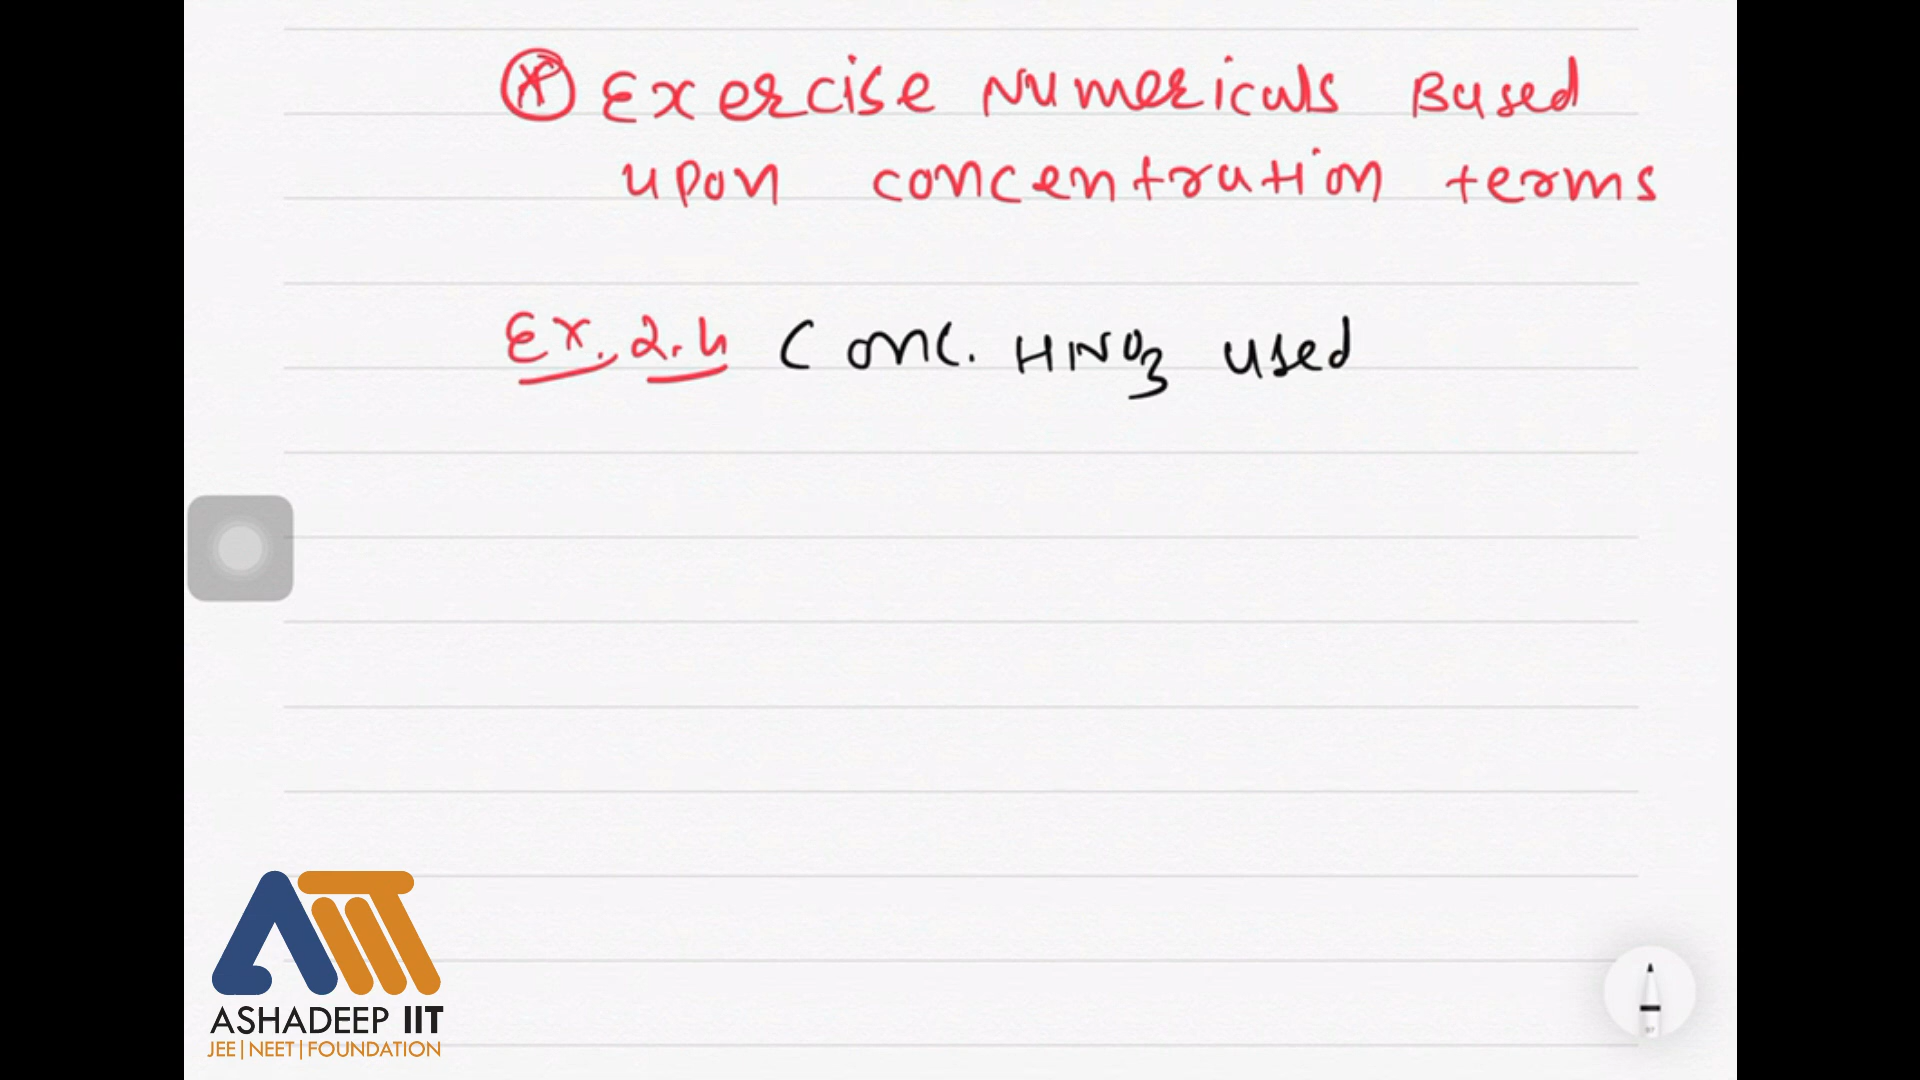 * Exercise Numericals Based
upon concentration terms
Ex. 2.4 Conc. HNO3 used
ASHADEEP IIT
JEE|NEET|FOUNDATION